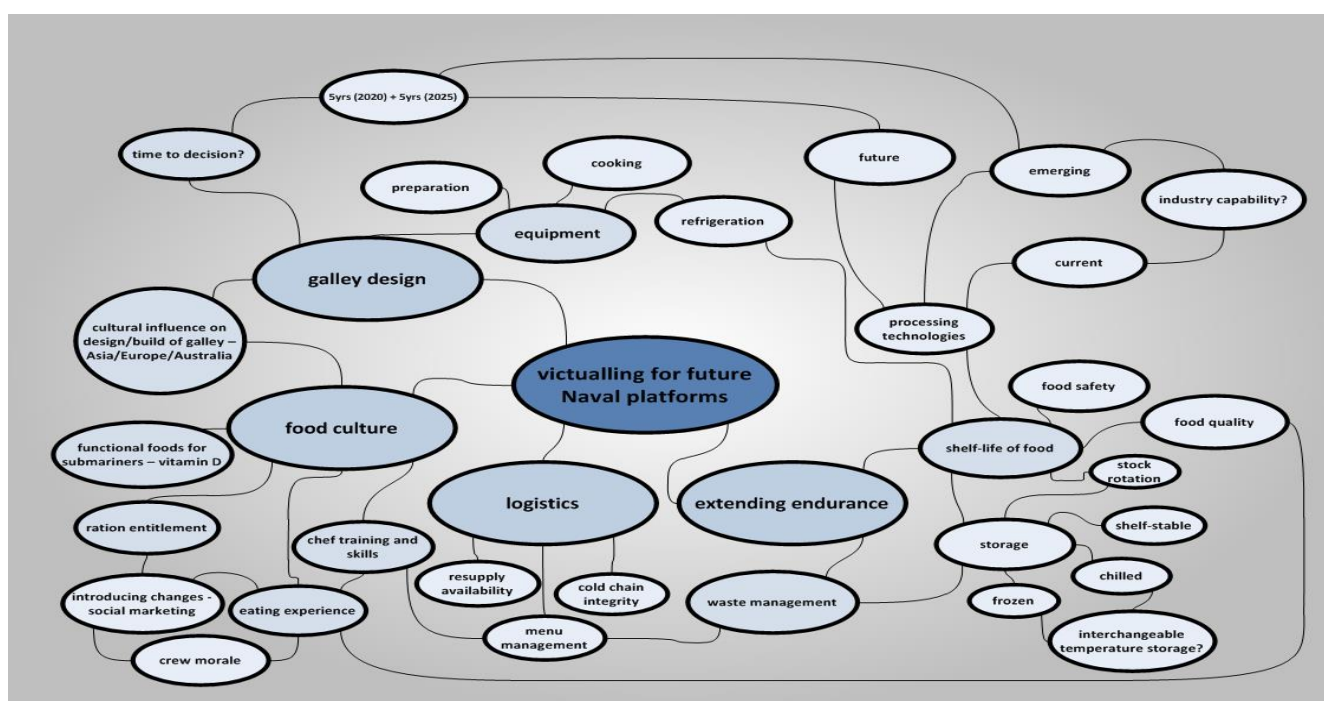 5yrs (2020) + 5yrs (2025)
time to decision?
cooking
future
emerging
preparation
industry capability?
refrigeration
equipment
current
galley design
cultural influence on
design/build of galley –
Asia/Europe/Australia
processing
technologies
victualling for future
Naval platforms
food safety
food quality
food culture
functional foods for
submariners – vitamin D
shelf-life of food
stock
rotation
logistics
extending endurance
ration entitlement
chef training and
skills
shelf-stable
storage
resupply
availability
cold chain
integrity
chilled
frozen
introducing changes -
social marketing
eating experience
waste management
menu
management
interchangeable
temperature storage?
crew morale